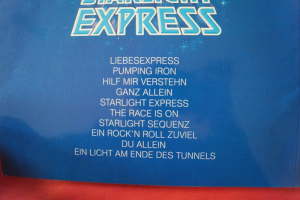 STARLIGHT
EXPRESS
LIEBESEXPRESS
PUMPING IRON
HILF MIR VERSTEHN
GANZ ALLEIN
STARLIGHT EXPRESS
THE RACE IS ON
STARLIGHT SEQUENZ
EIN ROCK'N ROLL ZUVIEL
DU ALLEIN
EIN LICHT AM ENDE DES TUNNELS